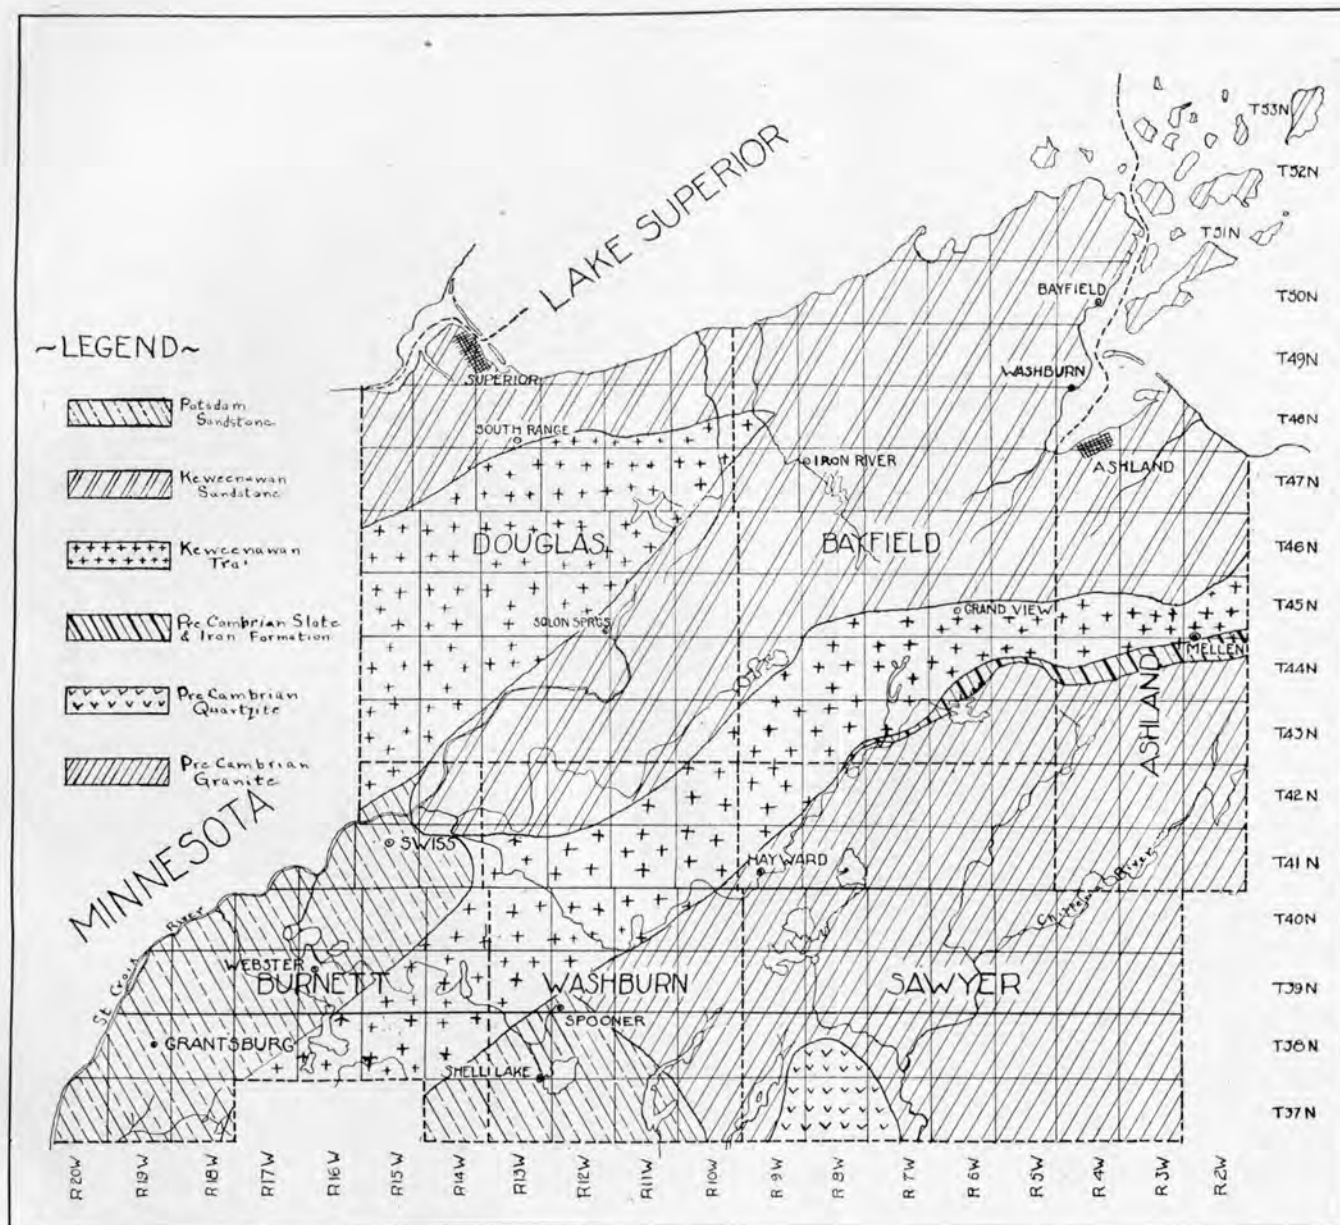 LAKE SUPERIOR
~LEGEND~
Potsdam
Sandstone
Keweenawan
Sandstone
Keweenawan
Tra
Pre Cambrian Slate
& Iron Formation
Pre Cambrian
Quartzite
Pre Cambrian
Granite
MINNESOTA
St Croix River
SUPERIOR
SOUTH RANGE
IRON RIVER
BAYFIELD
WASHBURN
ASHLAND
DOUGLAS
BAYFIELD
SOLON SPRGS
GRAND VIEW
MELLEN
ASHLAND
SWISS
HAYWARD
Chippewa River
WEBSTER
BURNETT
WASHBURN
SAWYER
SPOONER
GRANTSBURG
SHELL LAKE
T53N
T52N
T51N
T50N
T49N
T48N
T47N
T46N
T45N
T44N
T43N
T42N
T41N
T40N
T39N
T38N
T37N
R20W
R19W
R18W
R17W
R16W
R15W
R14W
R13W
R12W
R11W
R10W
R9W
R8W
R7W
R6W
R5W
R4W
R3W
R2W